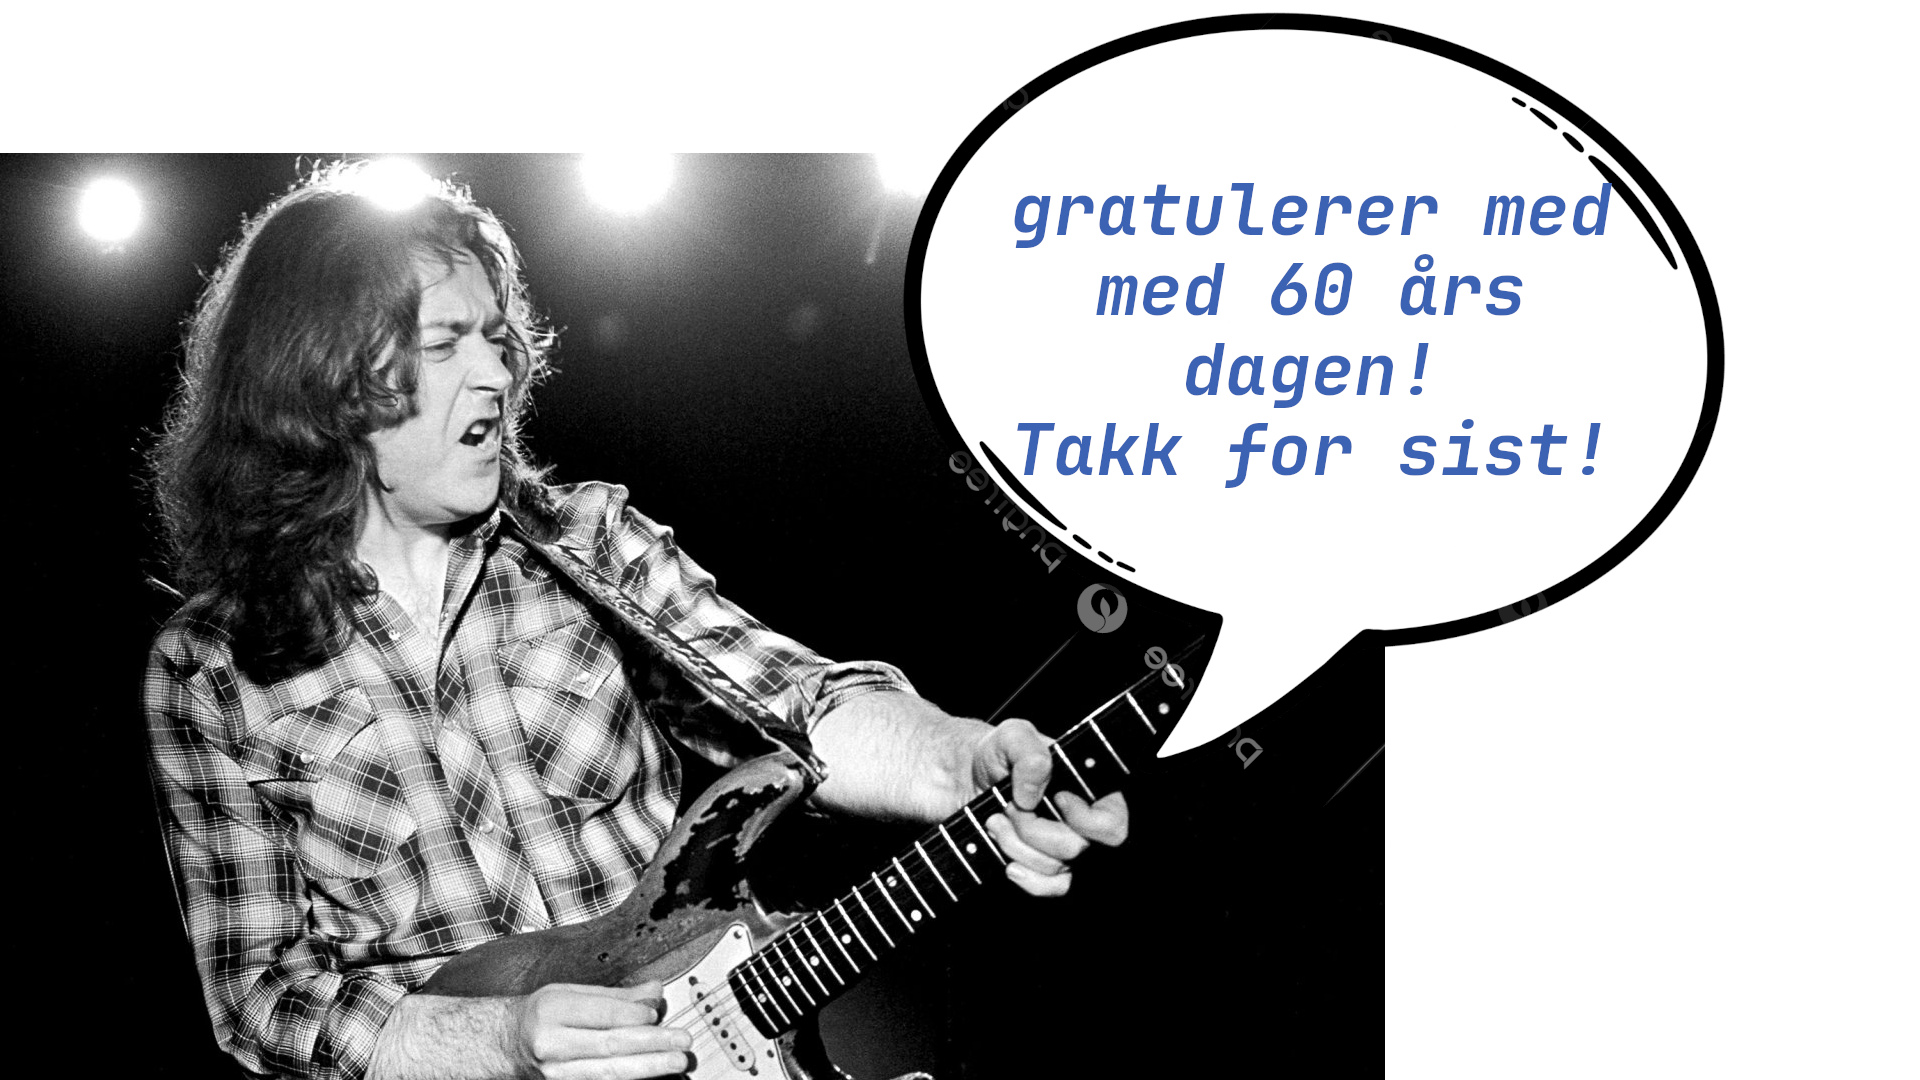 gratulerer med
med 60 års
dagen!
Takk for sist!